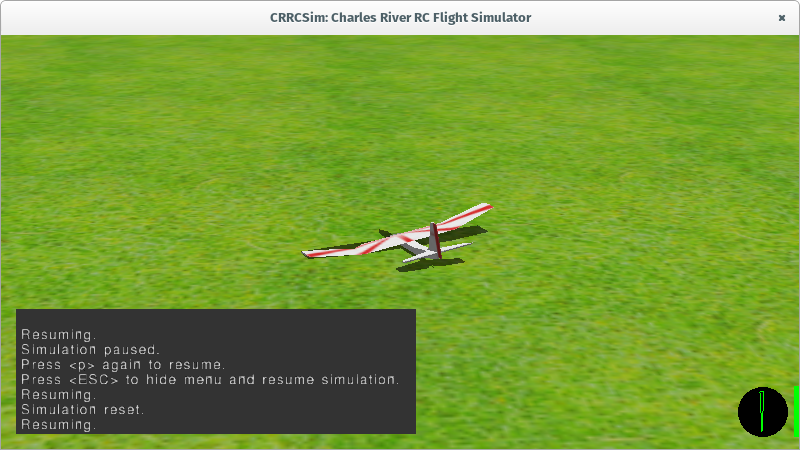 CRRCSim: Charles River RC Flight Simulator
Resuming.
Simulation paused.
Press <p> again to resume.
Press <ESC> to hide menu and resume simulation.
Resuming.
Simulation reset.
Resuming.